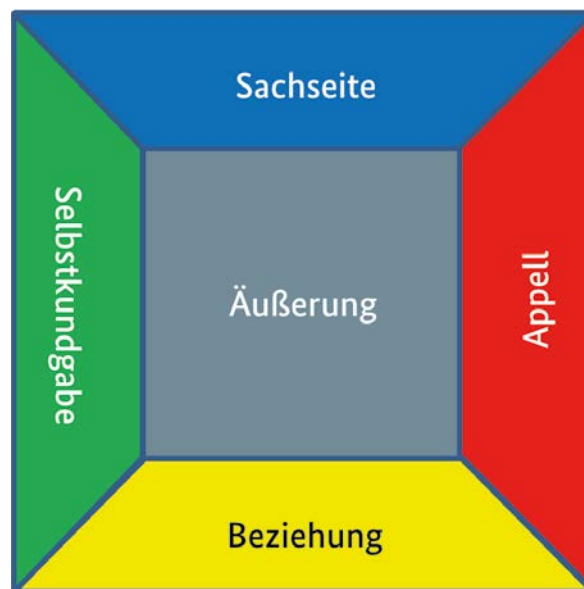 Sachseite
Selbstkundgabe
Äußerung
Appell
Beziehung